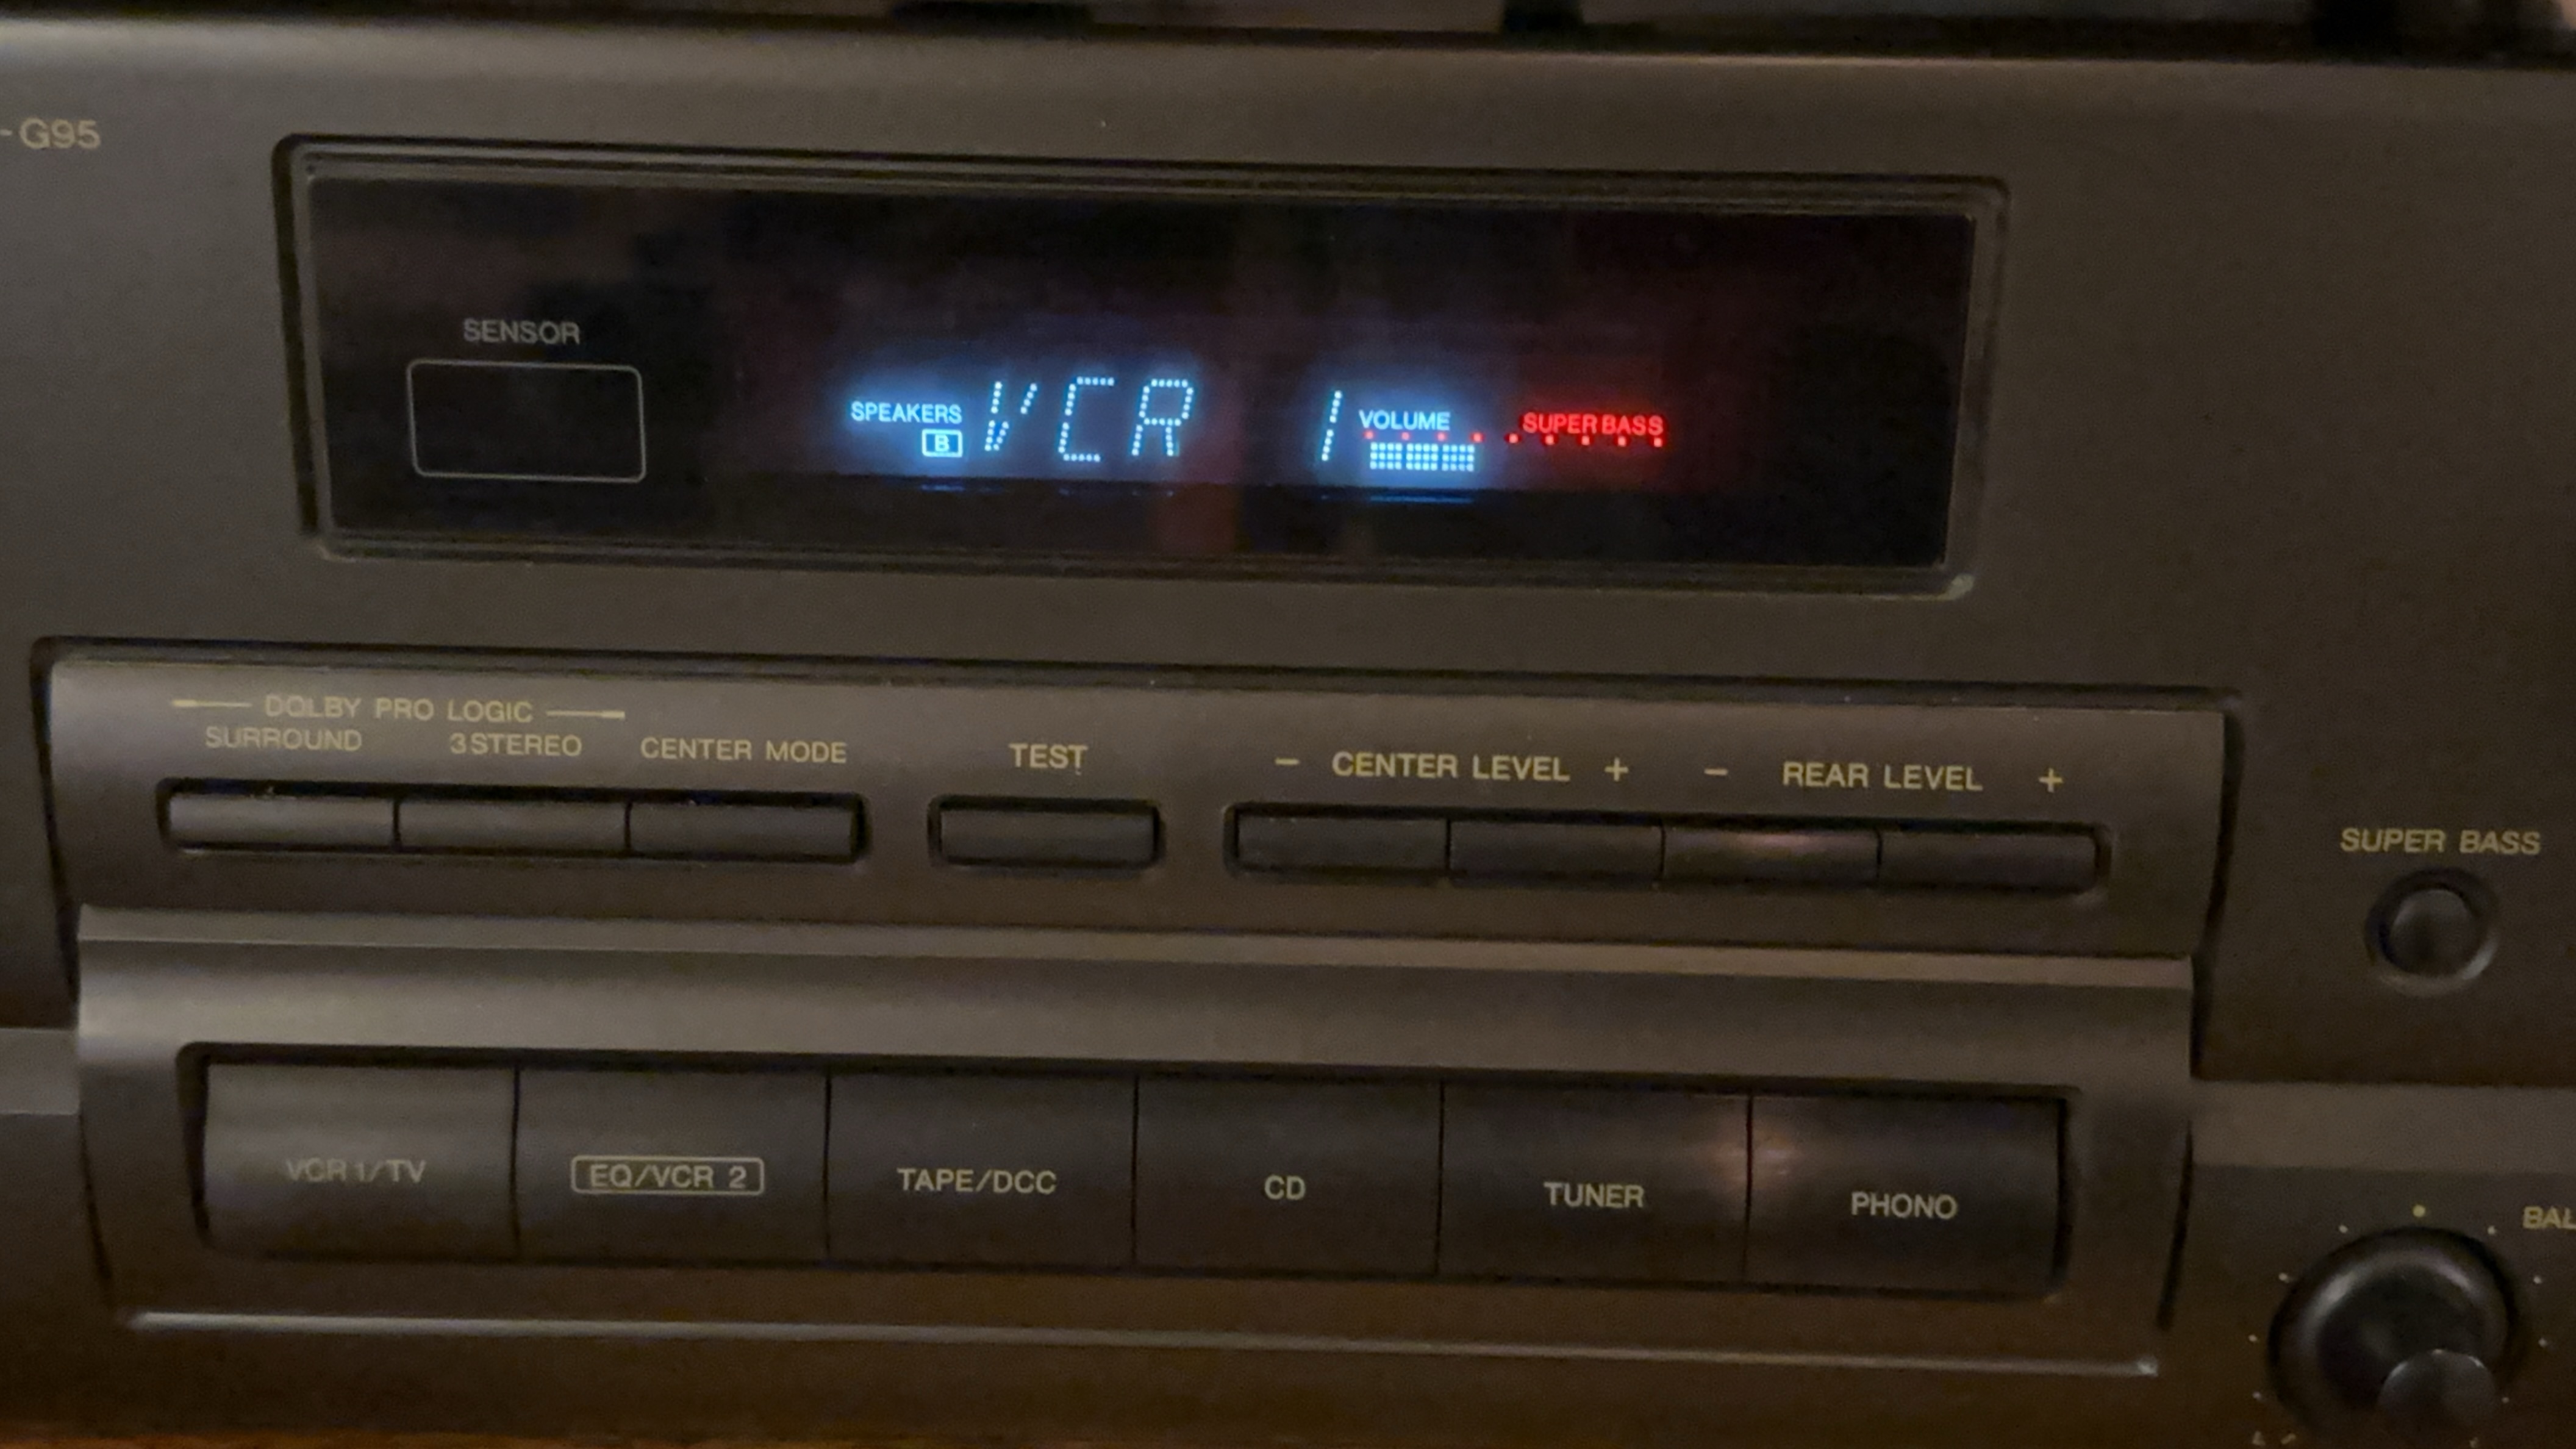 -G95
SENSOR
SPEAKERS
B
VCR 1
VOLUME
SUPER BASS
DOLBY PRO LOGIC
SURROUND 3 STEREO CENTER MODE
TEST
− CENTER LEVEL +
− REAR LEVEL +
SUPER BASS
VCR 1/TV
EQ/VCR 2
TAPE/DCC
CD
TUNER
PHONO
BAL